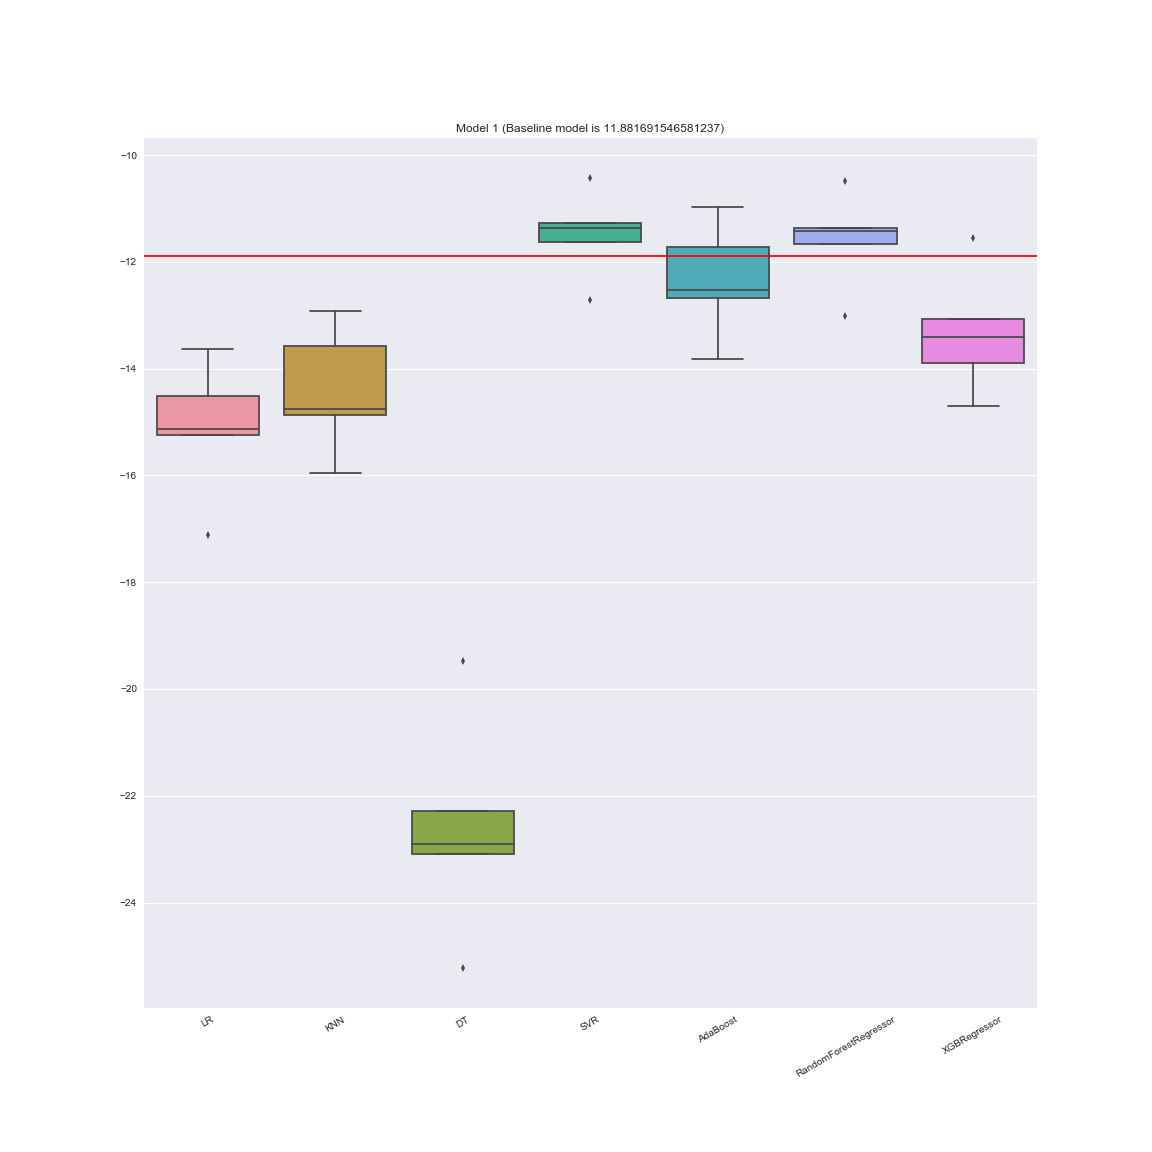 Model 1 (Baseline model is 11.881691546581237)
−10
−12
−14
−16
−18
−20
−22
−24
LR
KNN
DT
SVR
AdaBoost
RandomForestRegressor
XGBRegressor